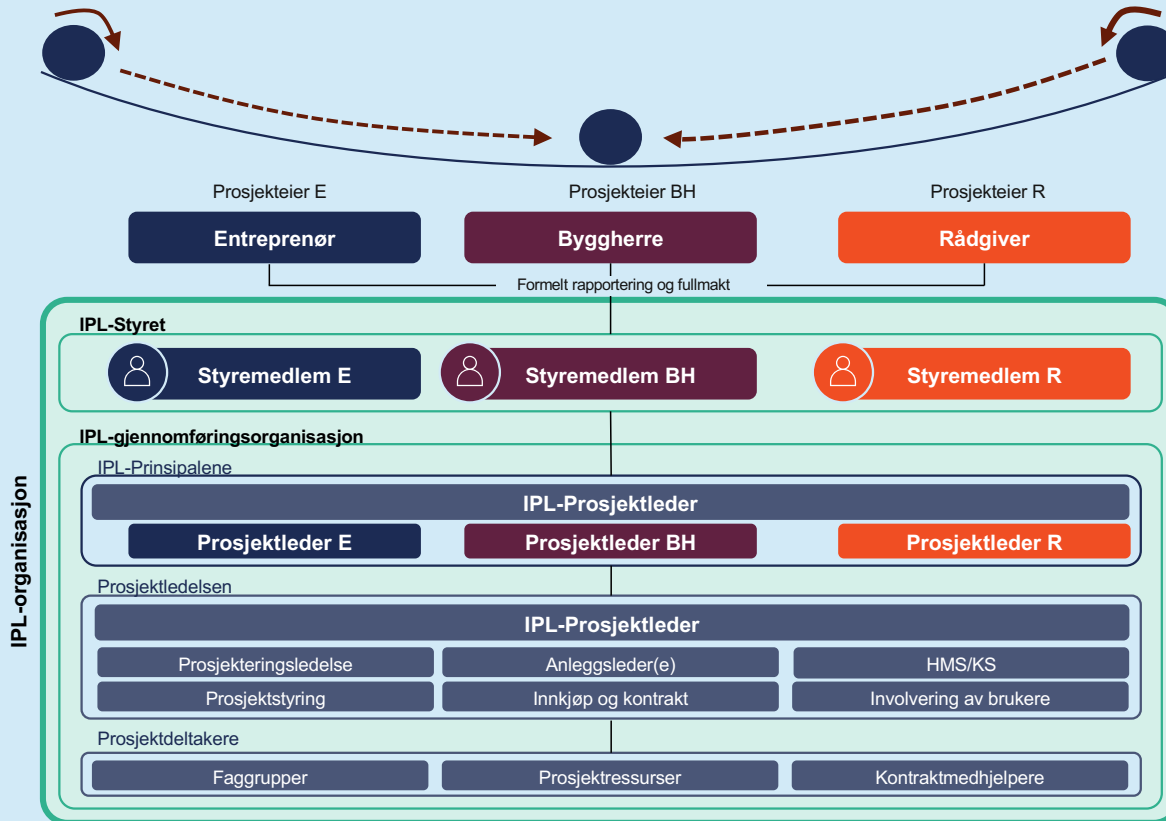 Prosjekteier E
Prosjekteier BH
Prosjekteier R
Entreprenør
Byggherre
Rådgiver
Formelt rapportering og fullmakt
IPL-Styret
Styremedlem E
Styremedlem BH
Styremedlem R
IPL-gjennomføringsorganisasjon
IPL-Prinsipalene
IPL-Prosjektleder
Prosjektleder E
Prosjektleder BH
Prosjektleder R
Prosjektledelsen
IPL-Prosjektleder
Prosjekteringsledelse
Anleggsleder(e)
HMS/KS
Prosjektstyring
Innkjøp og kontrakt
Involvering av brukere
Prosjektdeltakere
Faggrupper
Prosjektressurser
Kontraktmedhjelpere
IPL-organisasjon